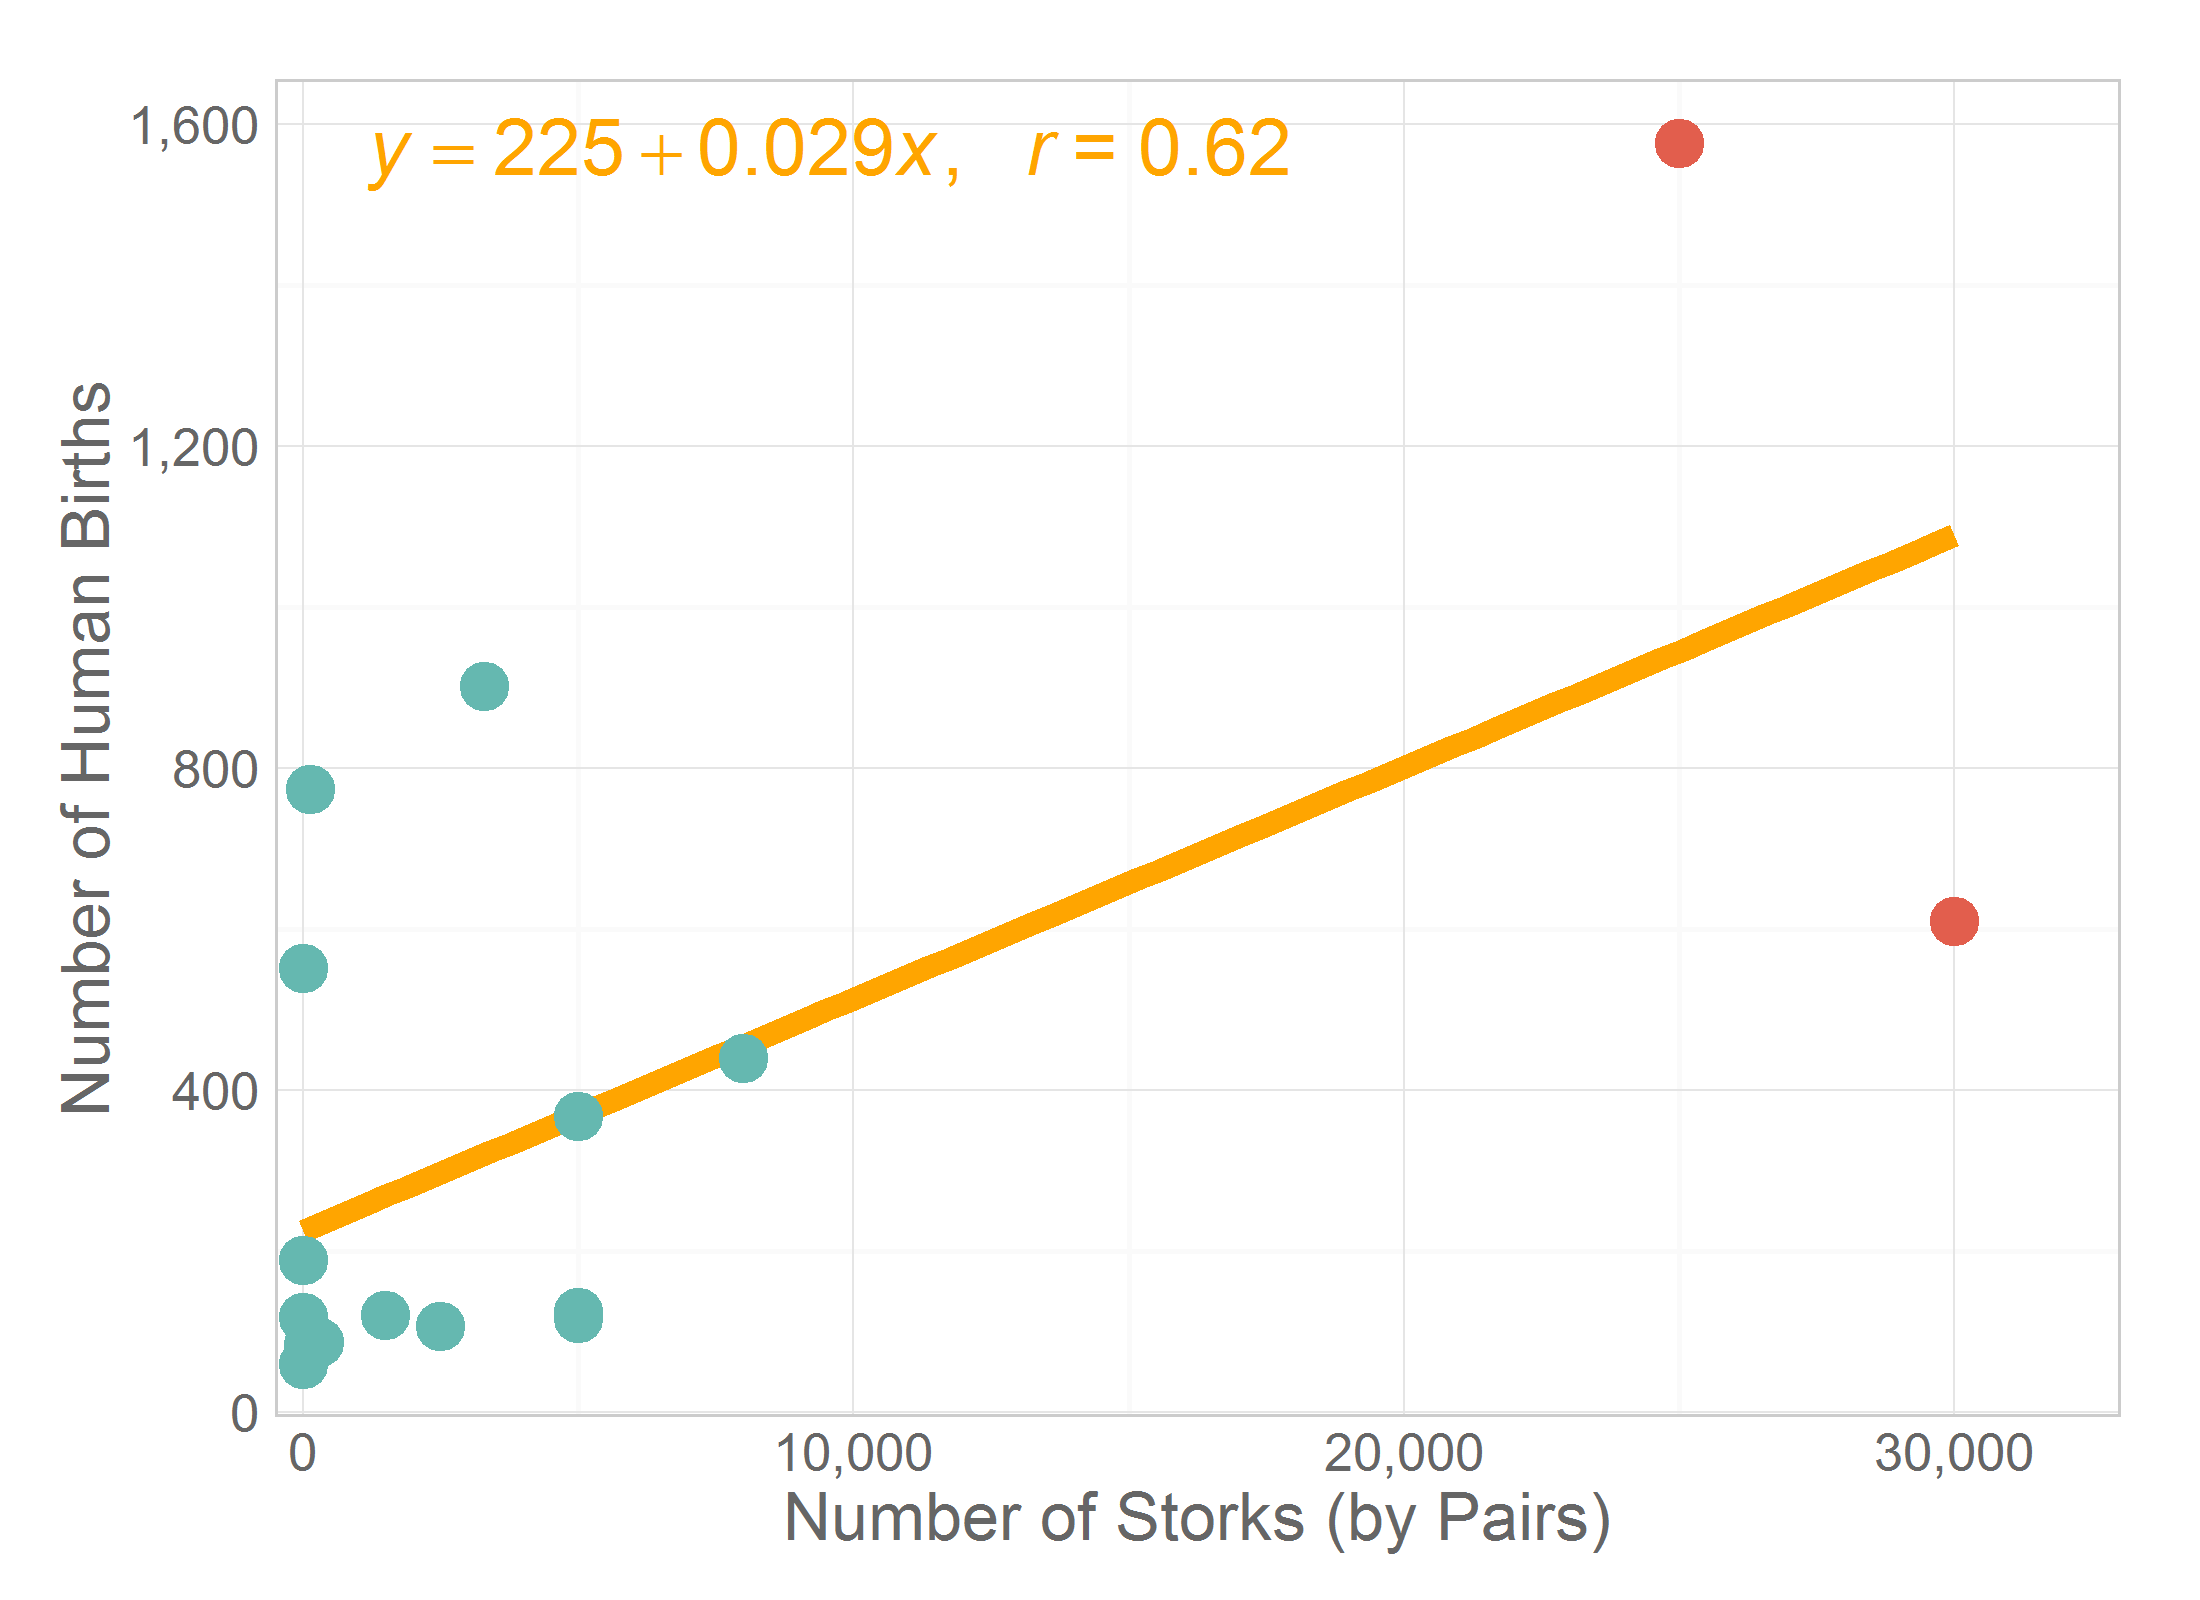 1,600
y = 225 + 0.029x, r = 0.62
1,200
800
400
0
Number of Human Births
0 10,000 20,000 30,000
Number of Storks (by Pairs)